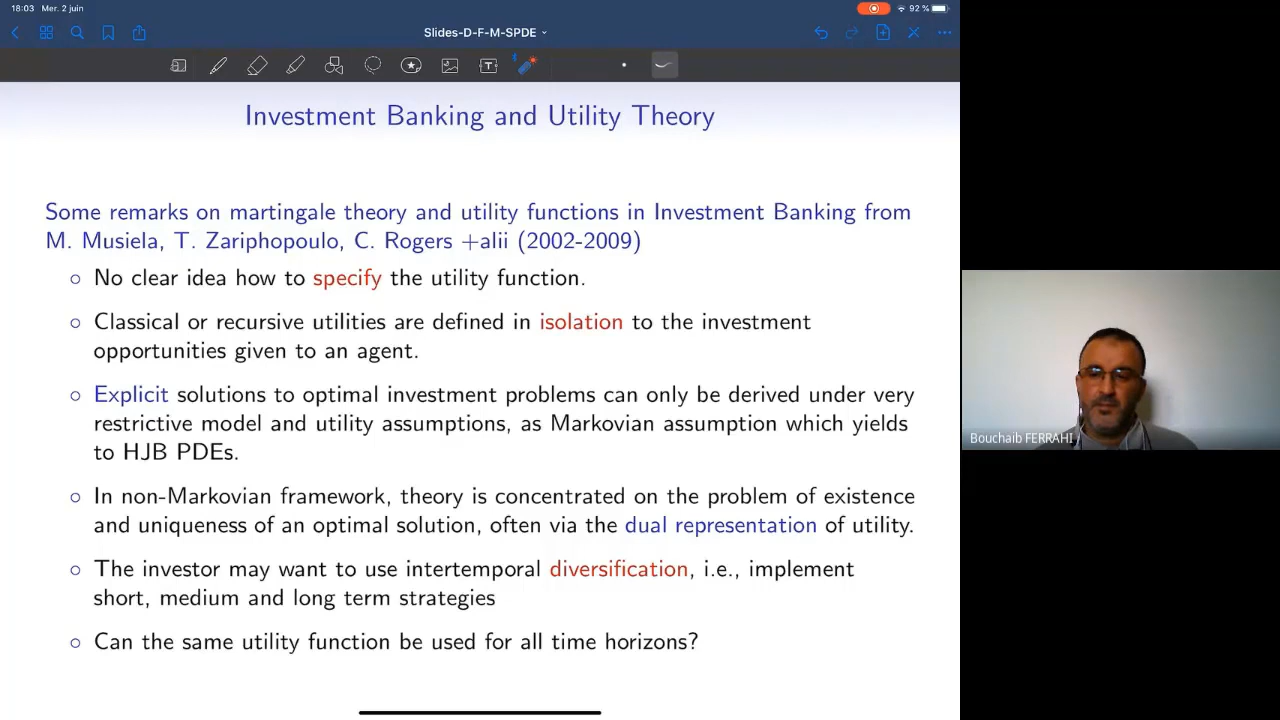 18:03 Mer. 2 juin
92 %
Slides-D-F-M-SPDE
Investment Banking and Utility Theory
Some remarks on martingale theory and utility functions in Investment Banking from
M. Musiela, T. Zariphopoulo, C. Rogers +alii (2002-2009)
No clear idea how to specify the utility function.
Classical or recursive utilities are defined in isolation to the investment
opportunities given to an agent.
Explicit solutions to optimal investment problems can only be derived under very
restrictive model and utility assumptions, as Markovian assumption which yields
to HJB PDEs.
In non-Markovian framework, theory is concentrated on the problem of existence
and uniqueness of an optimal solution, often via the dual representation of utility.
The investor may want to use intertemporal diversification, i.e., implement
short, medium and long term strategies
Can the same utility function be used for all time horizons?
Bouchaib FERRAHI